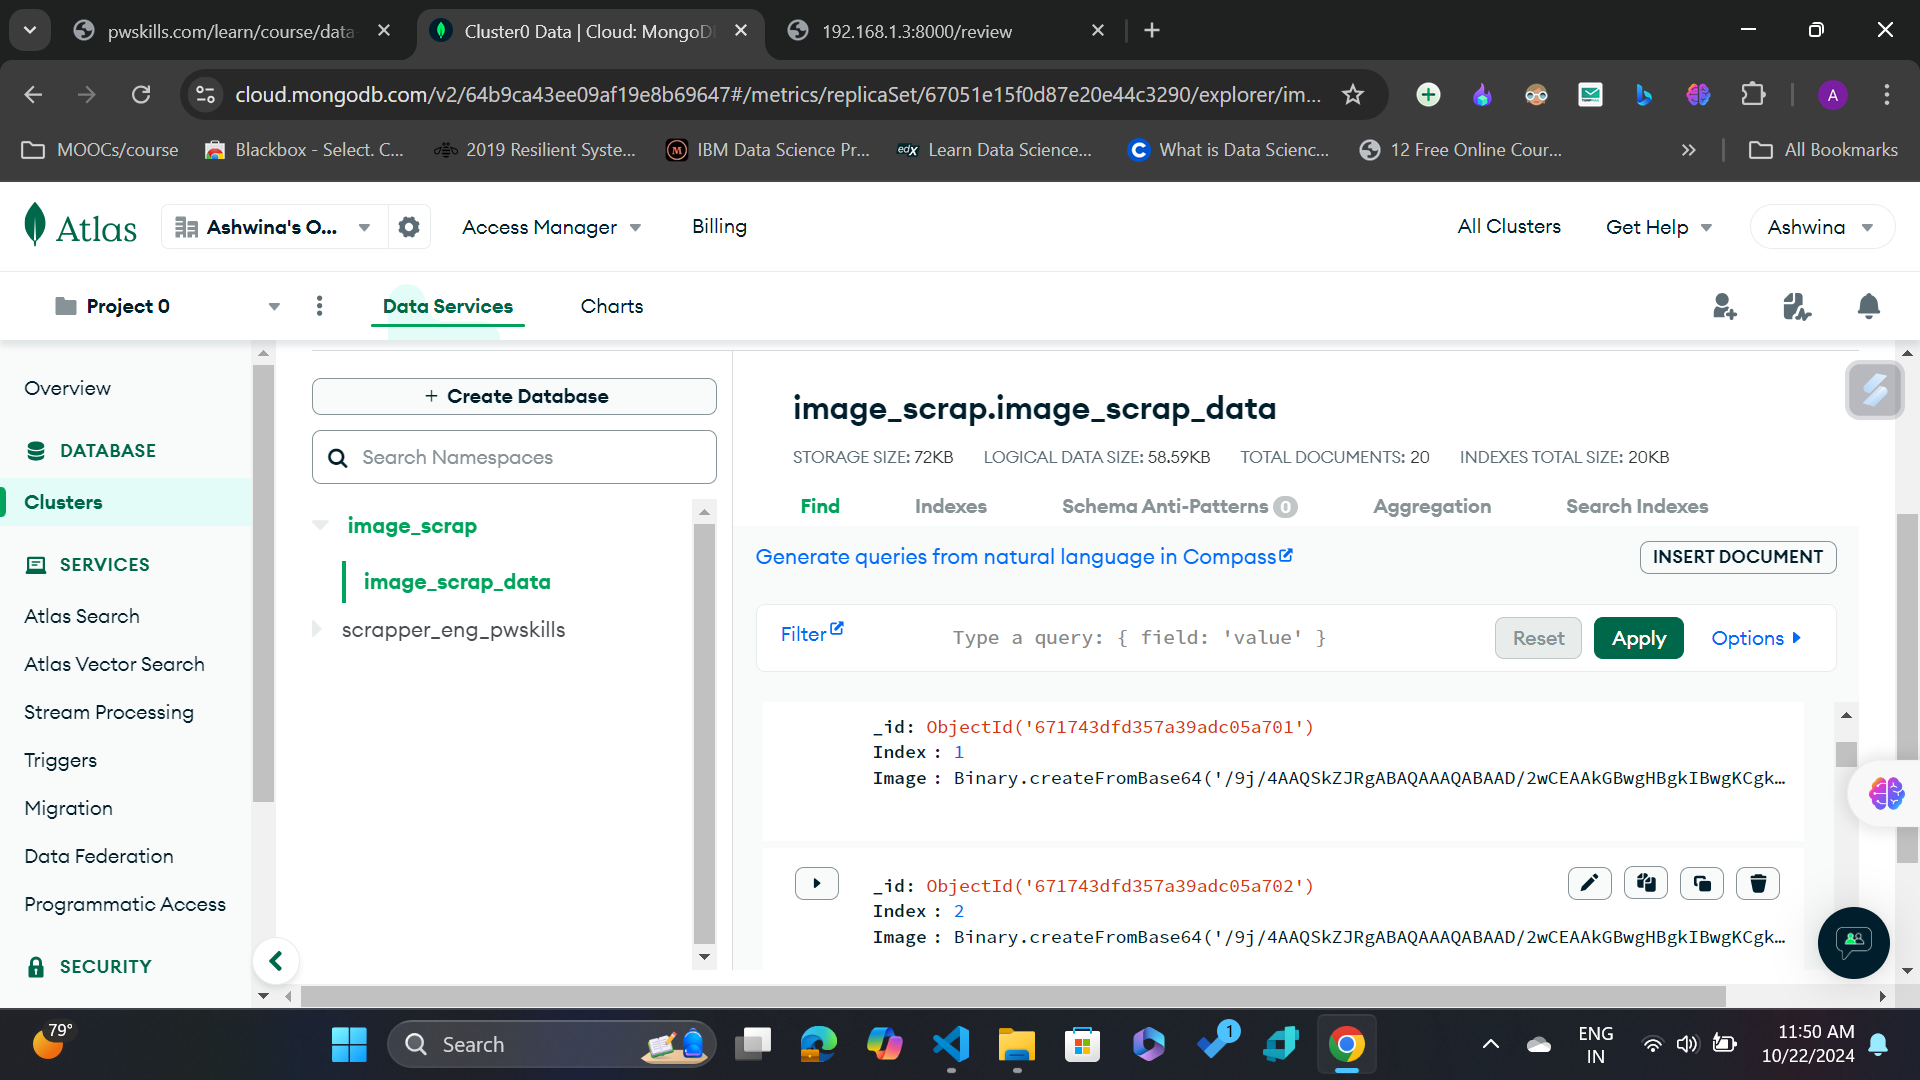 pwskills.com/learn/course/data-
Cluster0 Data | Cloud: MongoD
192.168.1.3:8000/review
cloud.mongodb.com/v2/64b9ca43ee09af19e8b69647#/metrics/replicaSet/67051e15f0d87e20e44c3290/explorer/im...
A
MOOCs/course
Blackbox - Select. C...
2019 Resilient Syste...
IBM Data Science Pr...
edX Learn Data Science...
What is Data Scienc...
12 Free Online Cour...
All Bookmarks
Atlas
Ashwina's O...
Access Manager
Billing
All Clusters
Get Help
Ashwina
Project 0
Data Services
Charts
Overview
DATABASE
Clusters
SERVICES
Atlas Search
Atlas Vector Search
Stream Processing
Triggers
Migration
Data Federation
Programmatic Access
SECURITY
+ Create Database
Search Namespaces
image_scrap
image_scrap_data
scrapper_eng_pwskills
image_scrap.image_scrap_data
STORAGE SIZE: 72KB LOGICAL DATA SIZE: 58.59KB TOTAL DOCUMENTS: 20 INDEXES TOTAL SIZE: 20KB
Find Indexes Schema Anti-Patterns 0 Aggregation Search Indexes
Generate queries from natural language in Compass
INSERT DOCUMENT
Filter
Type a query: { field: 'value' }
Reset
Apply
Options
_id: ObjectId('671743dfd357a39adc05a701')
Index : 1
Image : Binary.createFromBase64('/9j/4AAQSkZJRgABAQAAAQABAAD/2wCEAAkGBwgHBgkIBwgKCgk…
_id: ObjectId('671743dfd357a39adc05a702')
Index : 2
Image : Binary.createFromBase64('/9j/4AAQSkZJRgABAQAAAQABAAD/2wCEAAkGBwgHBgkIBwgKCgk…
79°
Search
1
ENG
IN
11:50 AM
10/22/2024